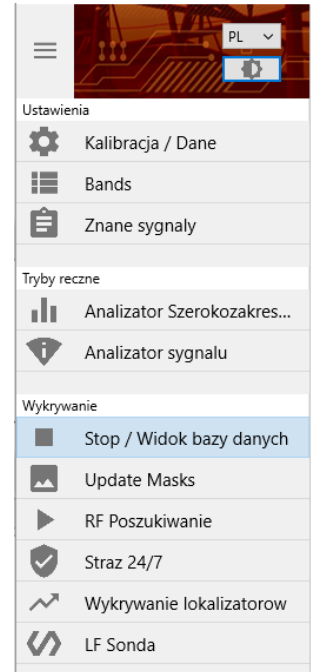 PL
Ustawienia
Kalibracja / Dane
Bands
Znane sygnaly
Tryby reczne
Analizator Szerokozakres...
Analizator sygnalu
Wykrywanie
Stop / Widok bazy danych
Update Masks
RF Poszukiwanie
Straz 24/7
Wykrywanie lokalizatorow
LF Sonda